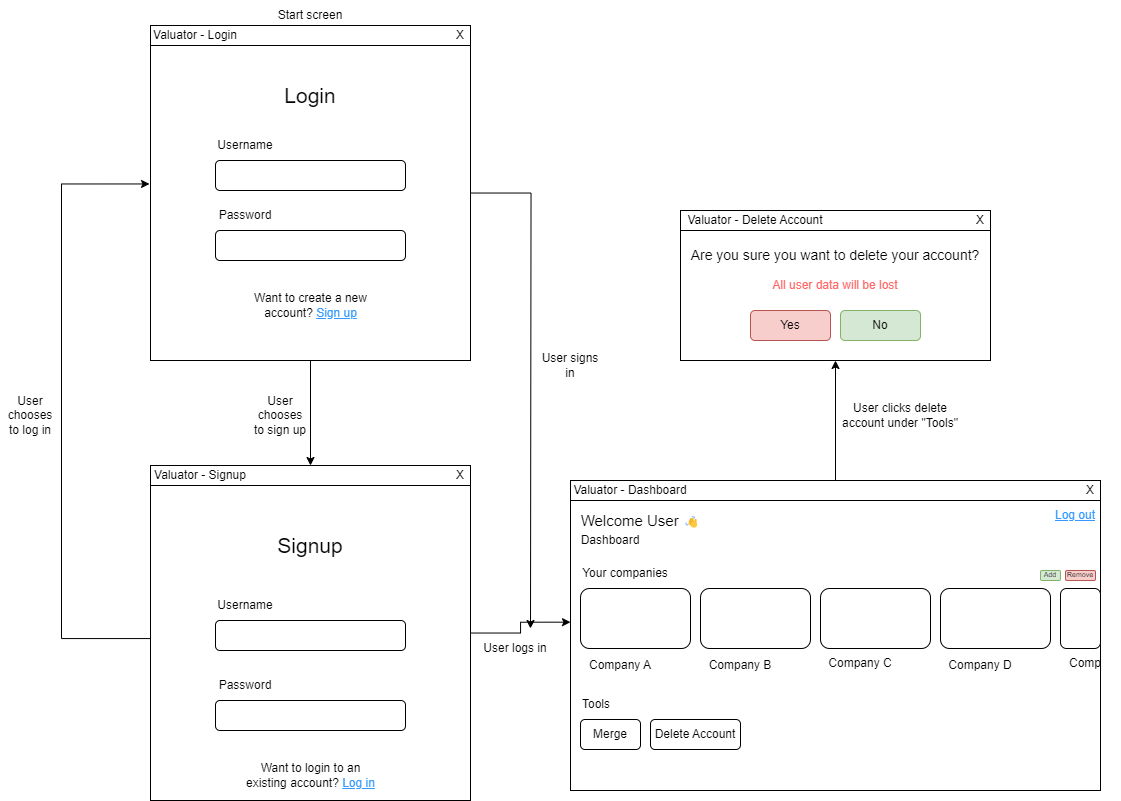 Start screen
Valuator - Login
X
Login
Username
Password
Want to create a new
account? Sign up
User signs
in
User
chooses
to log in
User
chooses
to sign up
Valuator - Signup
X
Signup
Username
Password
Want to login to an
existing account? Log in
User logs in
Valuator - Delete Account
X
Are you sure you want to delete your account?
All user data will be lost
Yes
No
User clicks delete
account under "Tools"
Valuator - Dashboard
X
Welcome User 👋
Log out
Dashboard
Your companies
Add
Remove
Company A
Company B
Company C
Company D
Comp
Tools
Merge
Delete Account